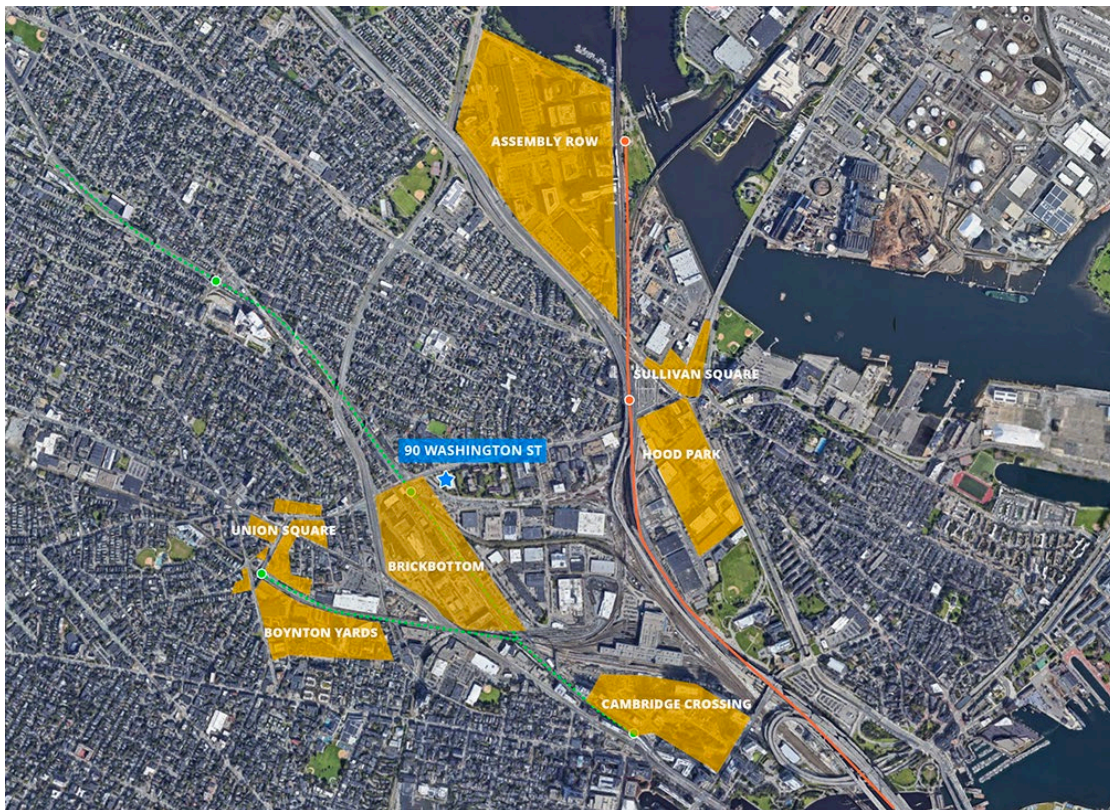 ASSEMBLY ROW
SULLIVAN SQUARE
90 WASHINGTON ST
HOOD PARK
UNION SQUARE
BRICKBOTTOM
BOYNTON YARDS
CAMBRIDGE CROSSING